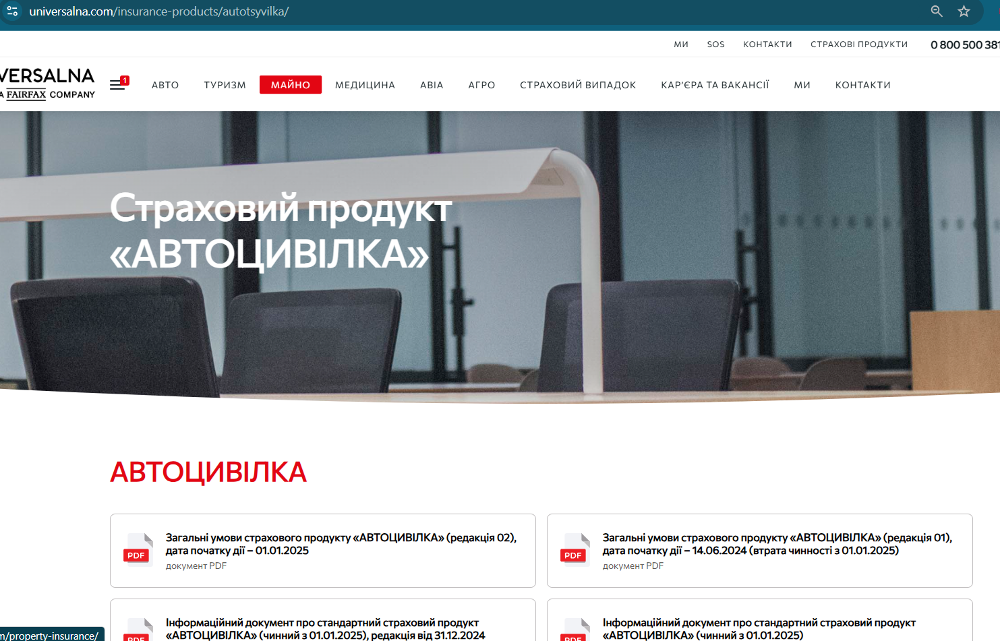 universalna.com/insurance-products/autotsyvilka/
МИ SOS КОНТАКТИ СТРАХОВІ ПРОДУКТИ 0 800 500 381
VERSALNA
A FAIRFAX COMPANY
1
АВТО ТУРИЗМ МАЙНО МЕДИЦИНА АВІА АГРО СТРАХОВИЙ ВИПАДОК КАР’ЄРА ТА ВАКАНСІЇ МИ КОНТАКТИ
Страховий продукт
«АВТОЦИВІЛКА»
АВТОЦИВІЛКА
PDF
Загальні умови страхового продукту «АВТОЦИВІЛКА» (редакція 02),
дата початку дії – 01.01.2025
документ PDF
PDF
Загальні умови страхового продукту «АВТОЦИВІЛКА» (редакція 01),
дата початку дії – 14.06.2024 (втрата чинності з 01.01.2025)
документ PDF
PDF
Інформаційний документ про стандартний страховий продукт
«АВТОЦИВІЛКА» (чинний з 01.01.2025), редакція від 31.12.2024
PDF
Інформаційний документ про стандартний страховий продукт
«АВТОЦИВІЛКА» (чинний з 01.01.2025)
m/property-insurance/